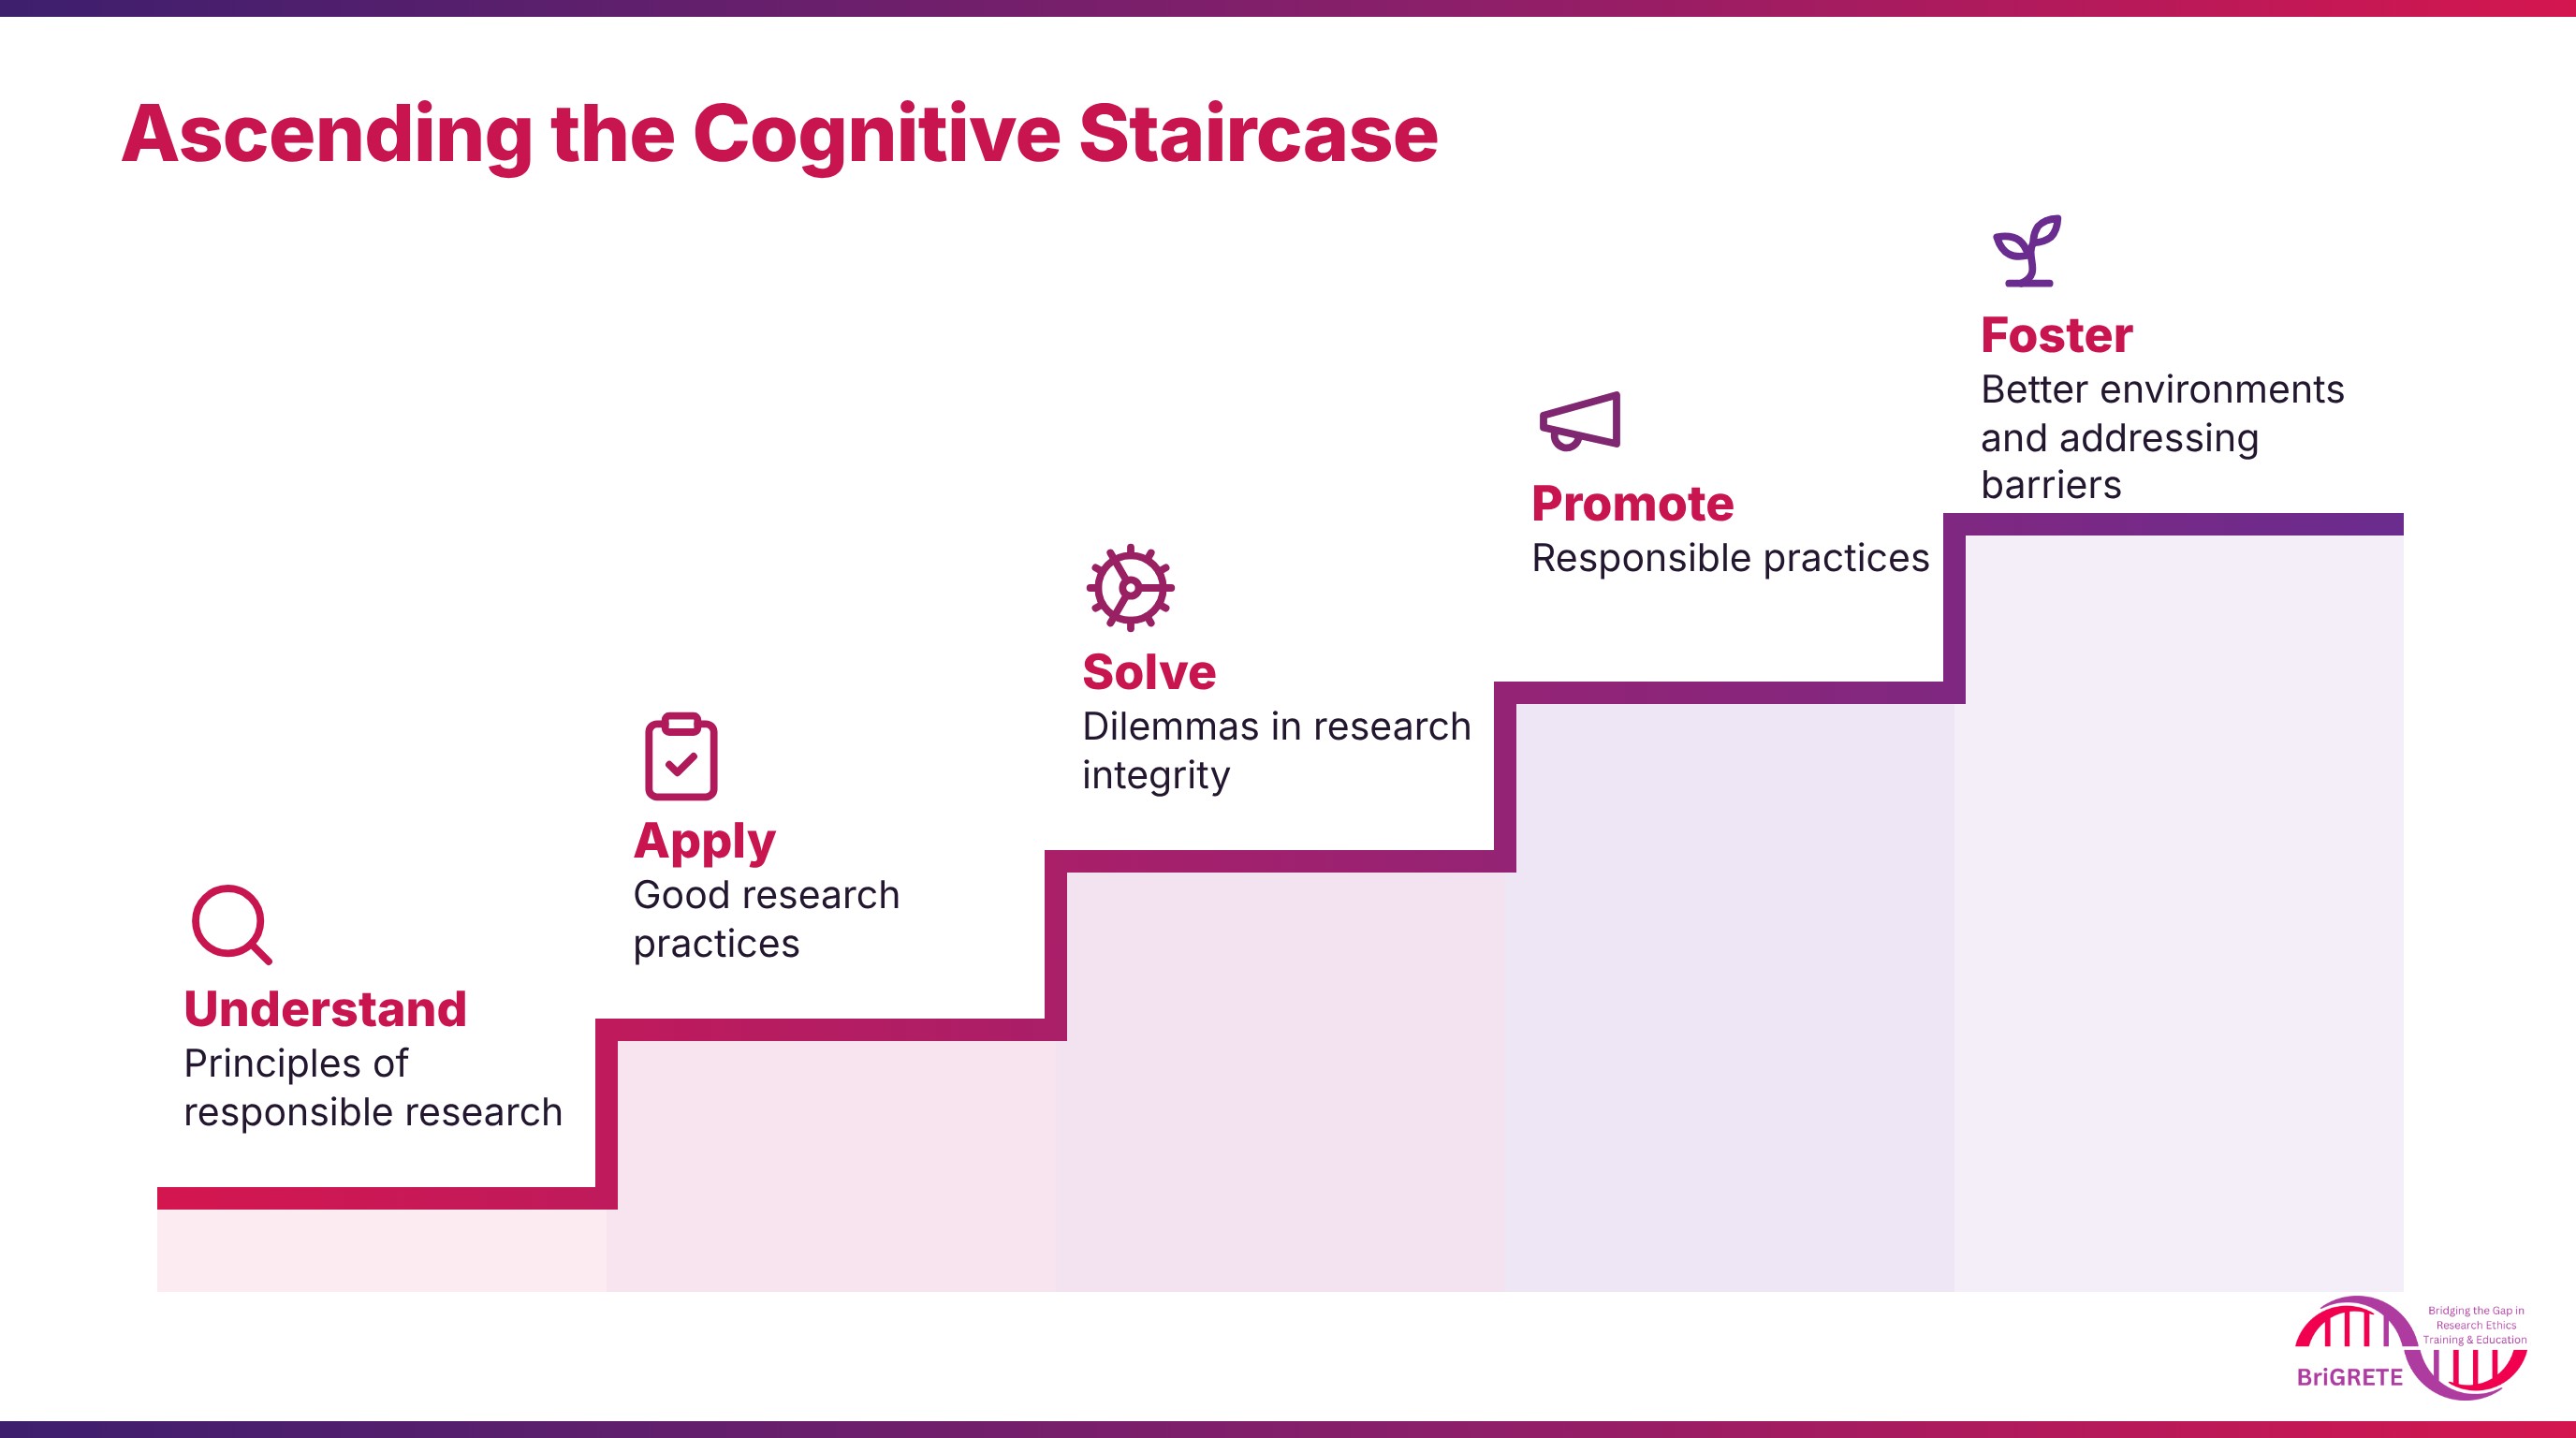 Ascending the Cognitive Staircase
Understand
Principles of
responsible research
Apply
Good research
practices
Solve
Dilemmas in research
integrity
Promote
Responsible practices
Foster
Better environments
and addressing
barriers
Bridging the Gap in
Research Ethics
Training & Education
BriGRETE